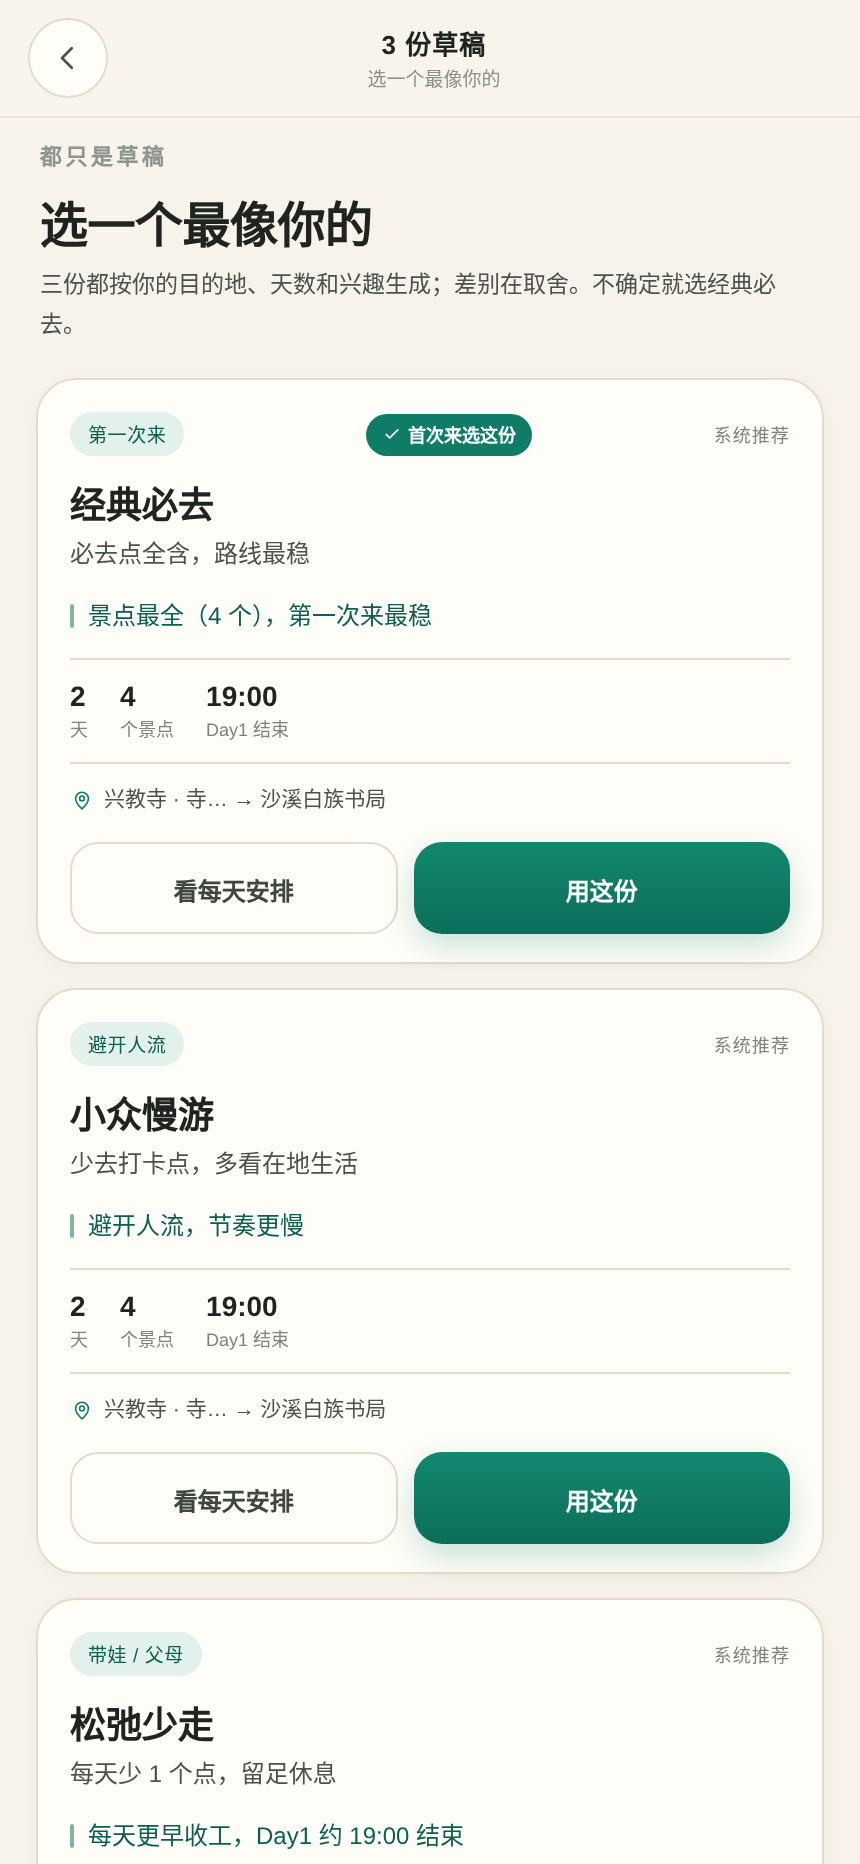 3 份草稿
选一个最像你的
都只是草稿
选一个最像你的
三份都按你的目的地、天数和兴趣生成；差别在取舍。不确定就选经典必
去。
第一次来
首次来选这份
系统推荐
经典必去
必去点全含，路线最稳
景点最全（4 个），第一次来最稳
2 4 19:00
天 个景点 Day1 结束
兴教寺 · 寺… → 沙溪白族书局
看每天安排
用这份
避开人流
系统推荐
小众慢游
少去打卡点，多看在地生活
避开人流，节奏更慢
2 4 19:00
天 个景点 Day1 结束
兴教寺 · 寺… → 沙溪白族书局
看每天安排
用这份
带娃 / 父母
系统推荐
松弛少走
每天少 1 个点，留足休息
每天更早收工，Day1 约 19:00 结束